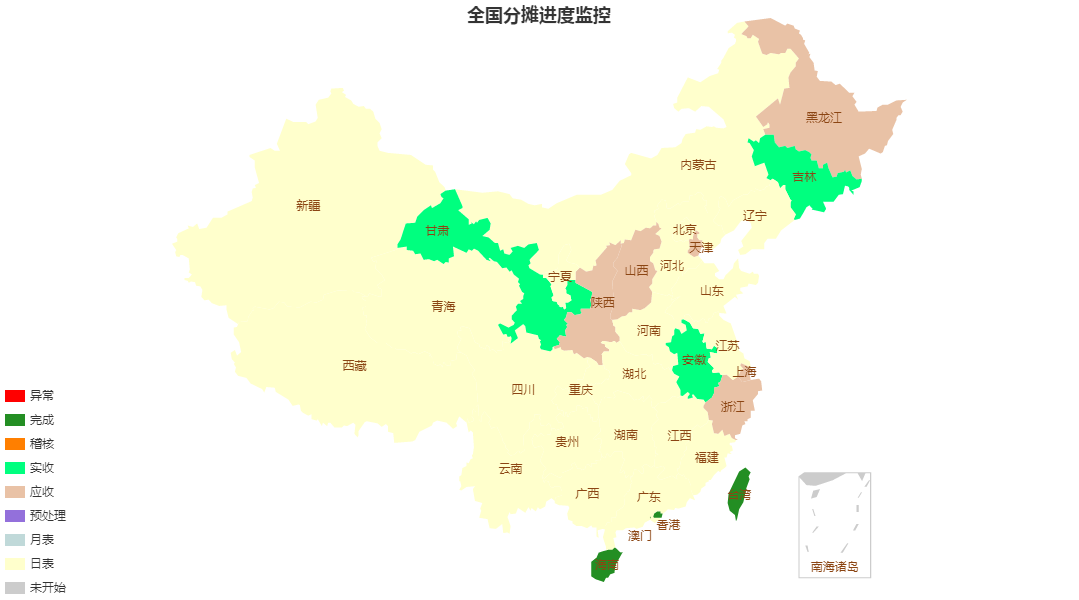 全国分摊进度监控
黑龙江
内蒙古
吉林
新疆
辽宁
甘肃
北京
天津
河北
山西
宁夏
山东
陕西
青海
河南
江苏
安徽
西藏
上海
湖北
四川
重庆
浙江
湖南
江西
贵州
福建
云南
广西
广东
台湾
香港
澳门
海南
南海诸岛
异常
完成
稽核
实收
应收
预处理
月表
日表
未开始